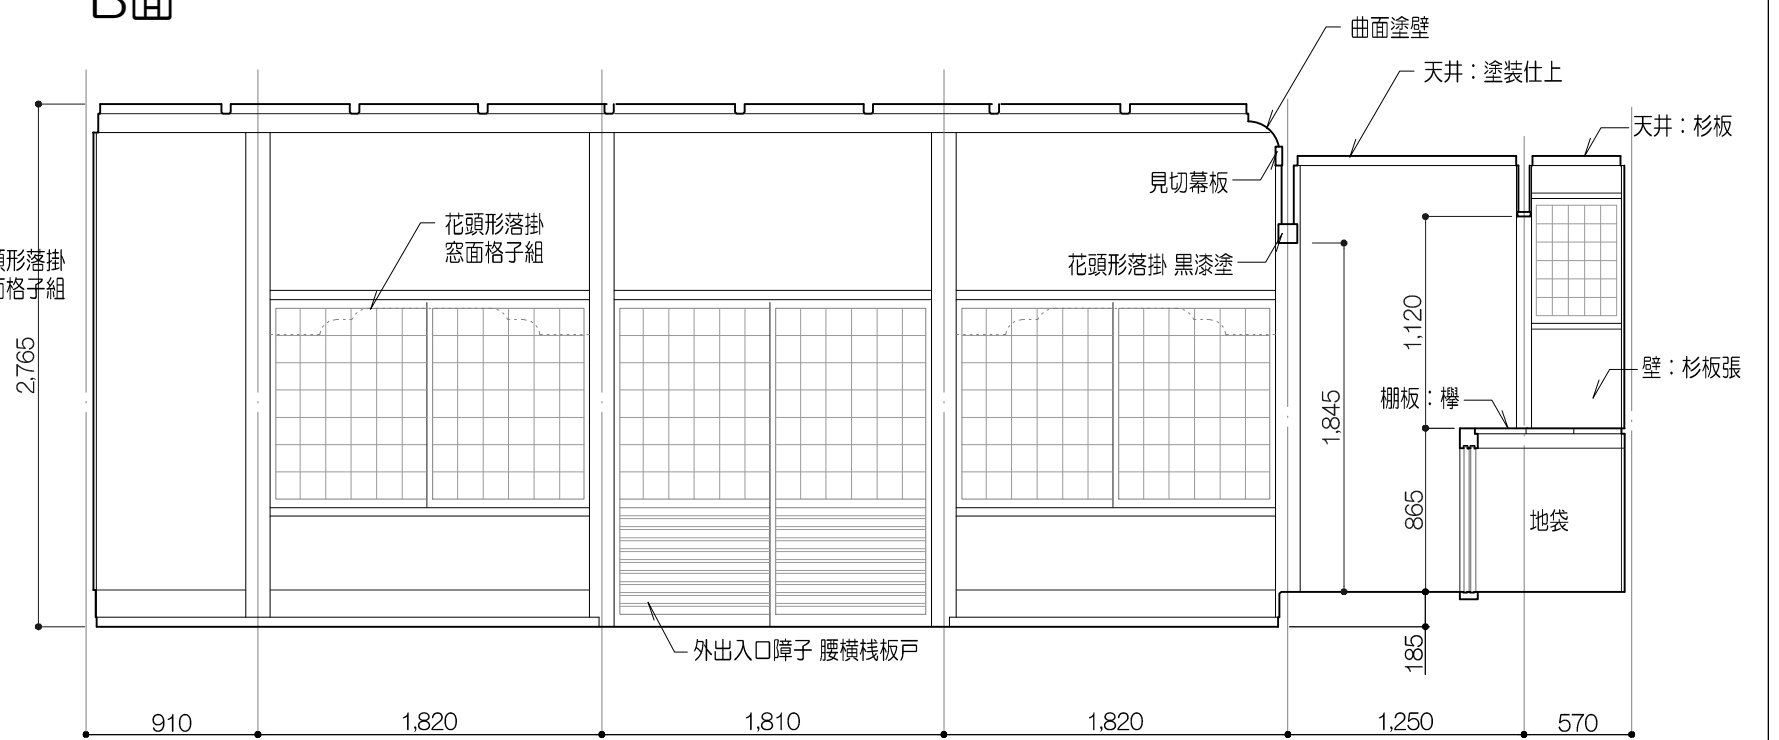 B面
曲面塗壁
天井：塗装仕上
天井：杉板
見切幕板
花頭形落掛
窓面格子組
頭形落掛
面格子組
花頭形落掛 黒漆塗
2,765
1,120
1,845
壁：杉板張
棚板：欅
865
地袋
外出入口障子 腰横桟板戸
185
910
1,820
1,810
1,820
1,250
570